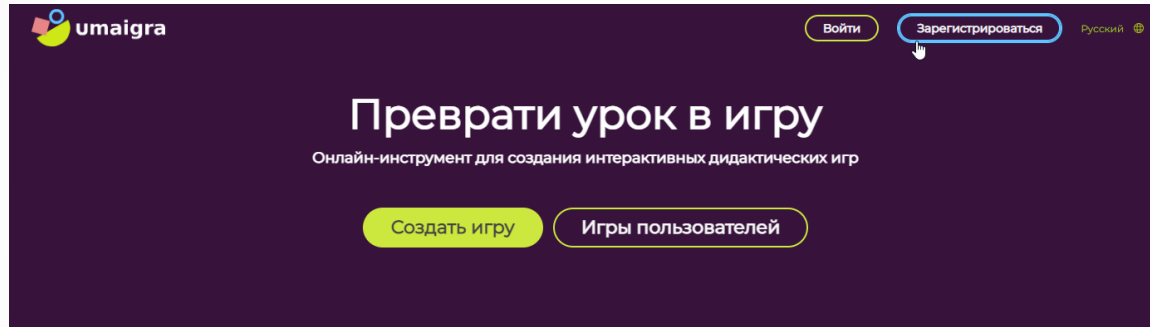 umaigra
Войти
Зарегистрироваться
Русский
Преврати урок в игру
Онлайн-инструмент для создания интерактивных дидактических игр
Создать игру
Игры пользователей